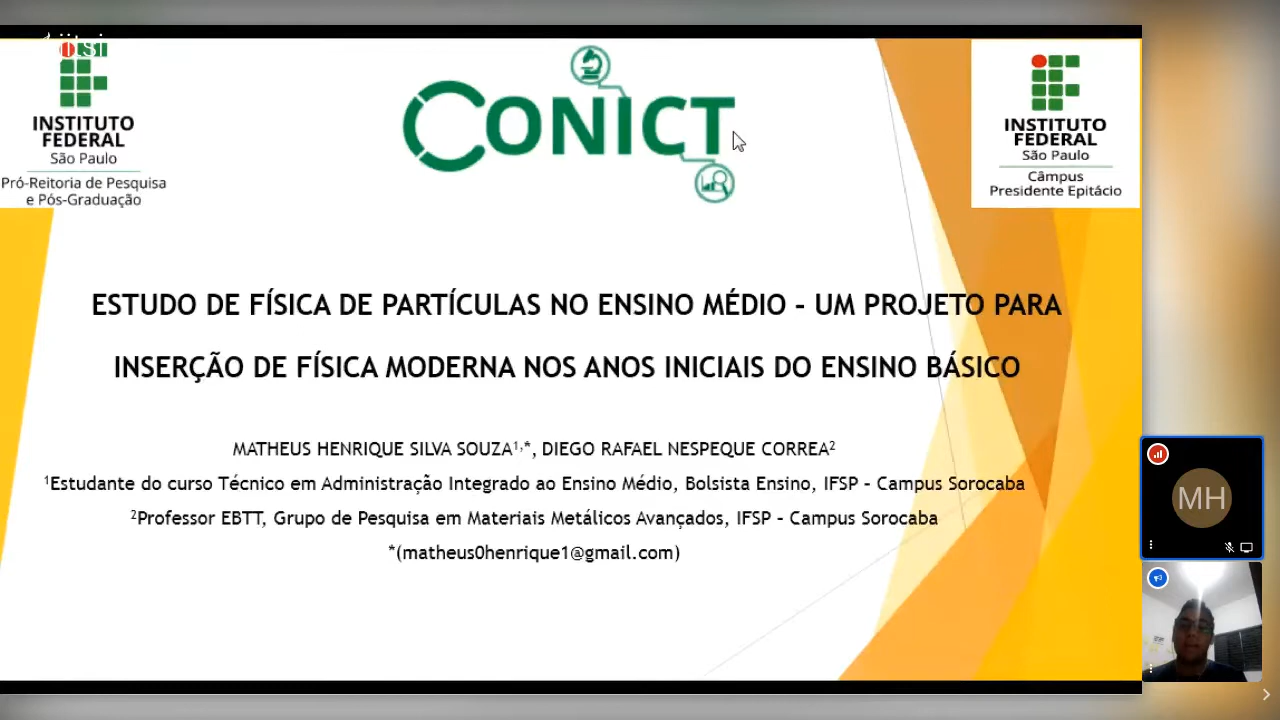 INSTITUTO
FEDERAL
São Paulo
Pró-Reitoria de Pesquisa
e Pós-Graduação
CONICT
INSTITUTO
FEDERAL
São Paulo
Câmpus
Presidente Epitácio
ESTUDO DE FÍSICA DE PARTÍCULAS NO ENSINO MÉDIO – UM PROJETO PARA
INSERÇÃO DE FÍSICA MODERNA NOS ANOS INICIAIS DO ENSINO BÁSICO
MATHEUS HENRIQUE SILVA SOUZA¹,*, DIEGO RAFAEL NESPEQUE CORREA²
¹Estudante do curso Técnico em Administração Integrado ao Ensino Médio, Bolsista Ensino, IFSP – Campus Sorocaba
²Professor EBTT, Grupo de Pesquisa em Materiais Metálicos Avançados, IFSP – Campus Sorocaba
*(matheus0henrique1@gmail.com)
MH